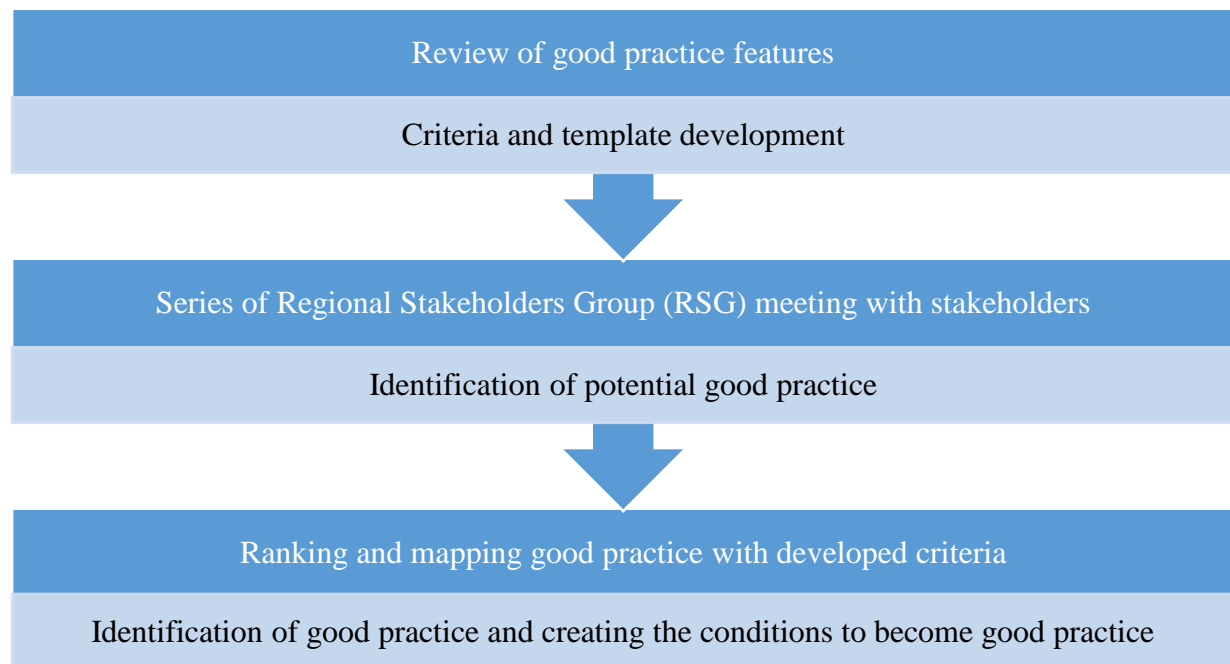 Review of good practice features
Criteria and template development
Series of Regional Stakeholders Group (RSG) meeting with stakeholders
Identification of potential good practice
Ranking and mapping good practice with developed criteria
Identification of good practice and creating the conditions to become good practice